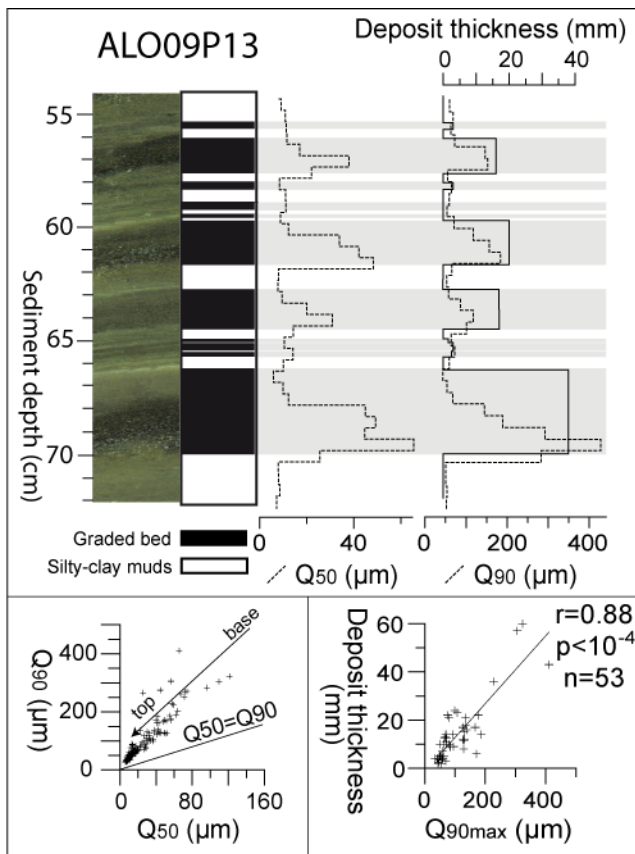 ALO09P13
Deposit thickness (mm)
0 20 40
55
60
65
70
Sediment depth (cm)
Graded bed
Silty-clay muds
0 40
Q50 (µm)
0 200 400
Q90 (µm)
Q90 (µm)
400
200
0
base
top
Q50=Q90
0 80 160
Q50 (µm)
Deposit thickness (mm)
60
40
20
0
r=0.88
p<10-4
n=53
0 200 400
Q90max (µm)